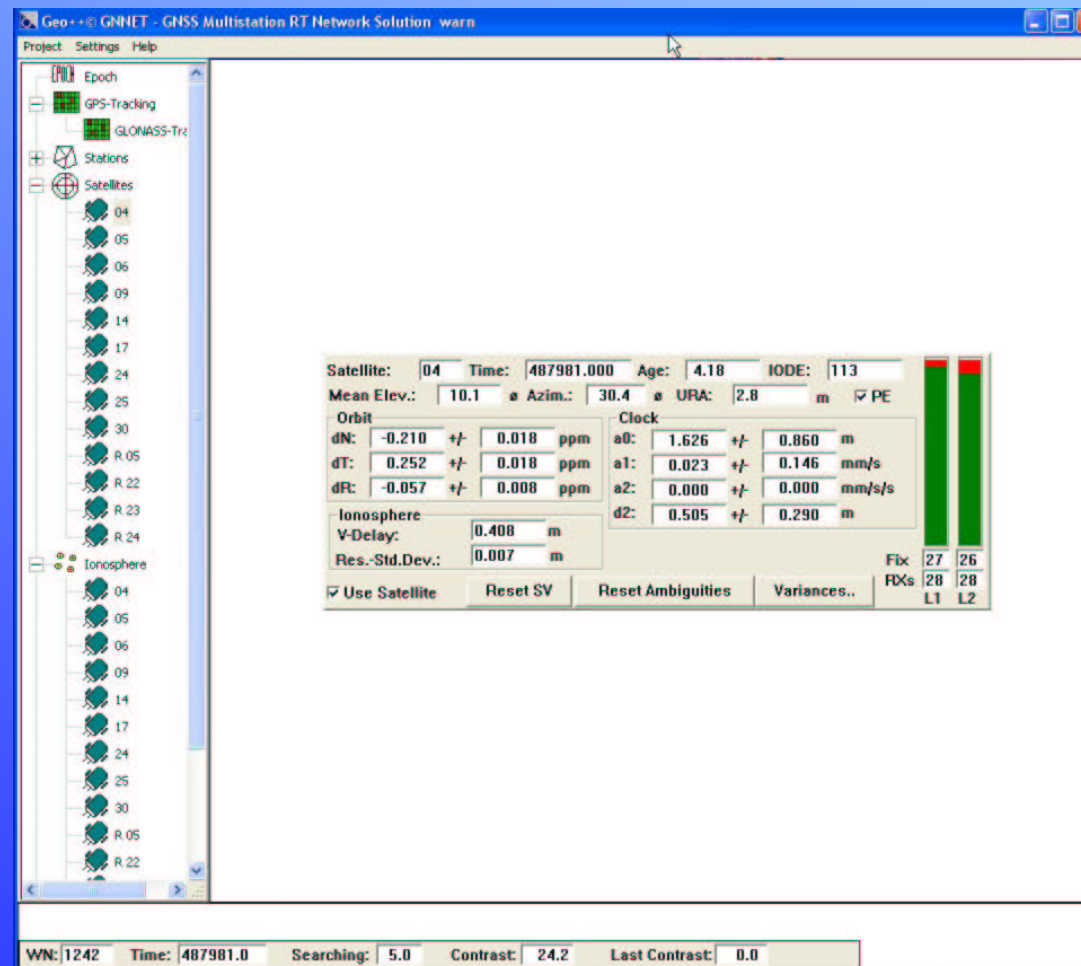 Geo++© GNNET - GNSS Multistation RT Network Solution warn
Project Settings Help
EPOCH Epoch
GPS-Tracking
GLONASS-Tra
Stations
Satellites
04
05
06
09
14
17
24
25
30
R 05
R 22
R 23
R 24
Ionosphere
04
05
06
09
14
17
24
25
30
R 05
R 22
Satellite: 04 Time: 487981.000 Age: 4.18 IODE: 113
Mean Elev.: 10.1 ø Azim.: 30.4 ø URA: 2.8 m PE
Orbit
dN: -0.210 +/- 0.018 ppm
dT: 0.252 +/- 0.018 ppm
dR: -0.057 +/- 0.008 ppm
Clock
a0: 1.626 +/- 0.860 m
a1: 0.023 +/- 0.146 mm/s
a2: 0.000 +/- 0.000 mm/s/s
d2: 0.505 +/- 0.290 m
Ionosphere
V-Delay: 0.408 m
Res.-Std.Dev.: 0.007 m
Use Satellite Reset SV Reset Ambiguities Variances..
Fix 27 26
RXs 28 28
L1 L2
WN: 1242 Time: 487981.0 Searching: 5.0 Contrast: 24.2 Last Contrast: 0.0